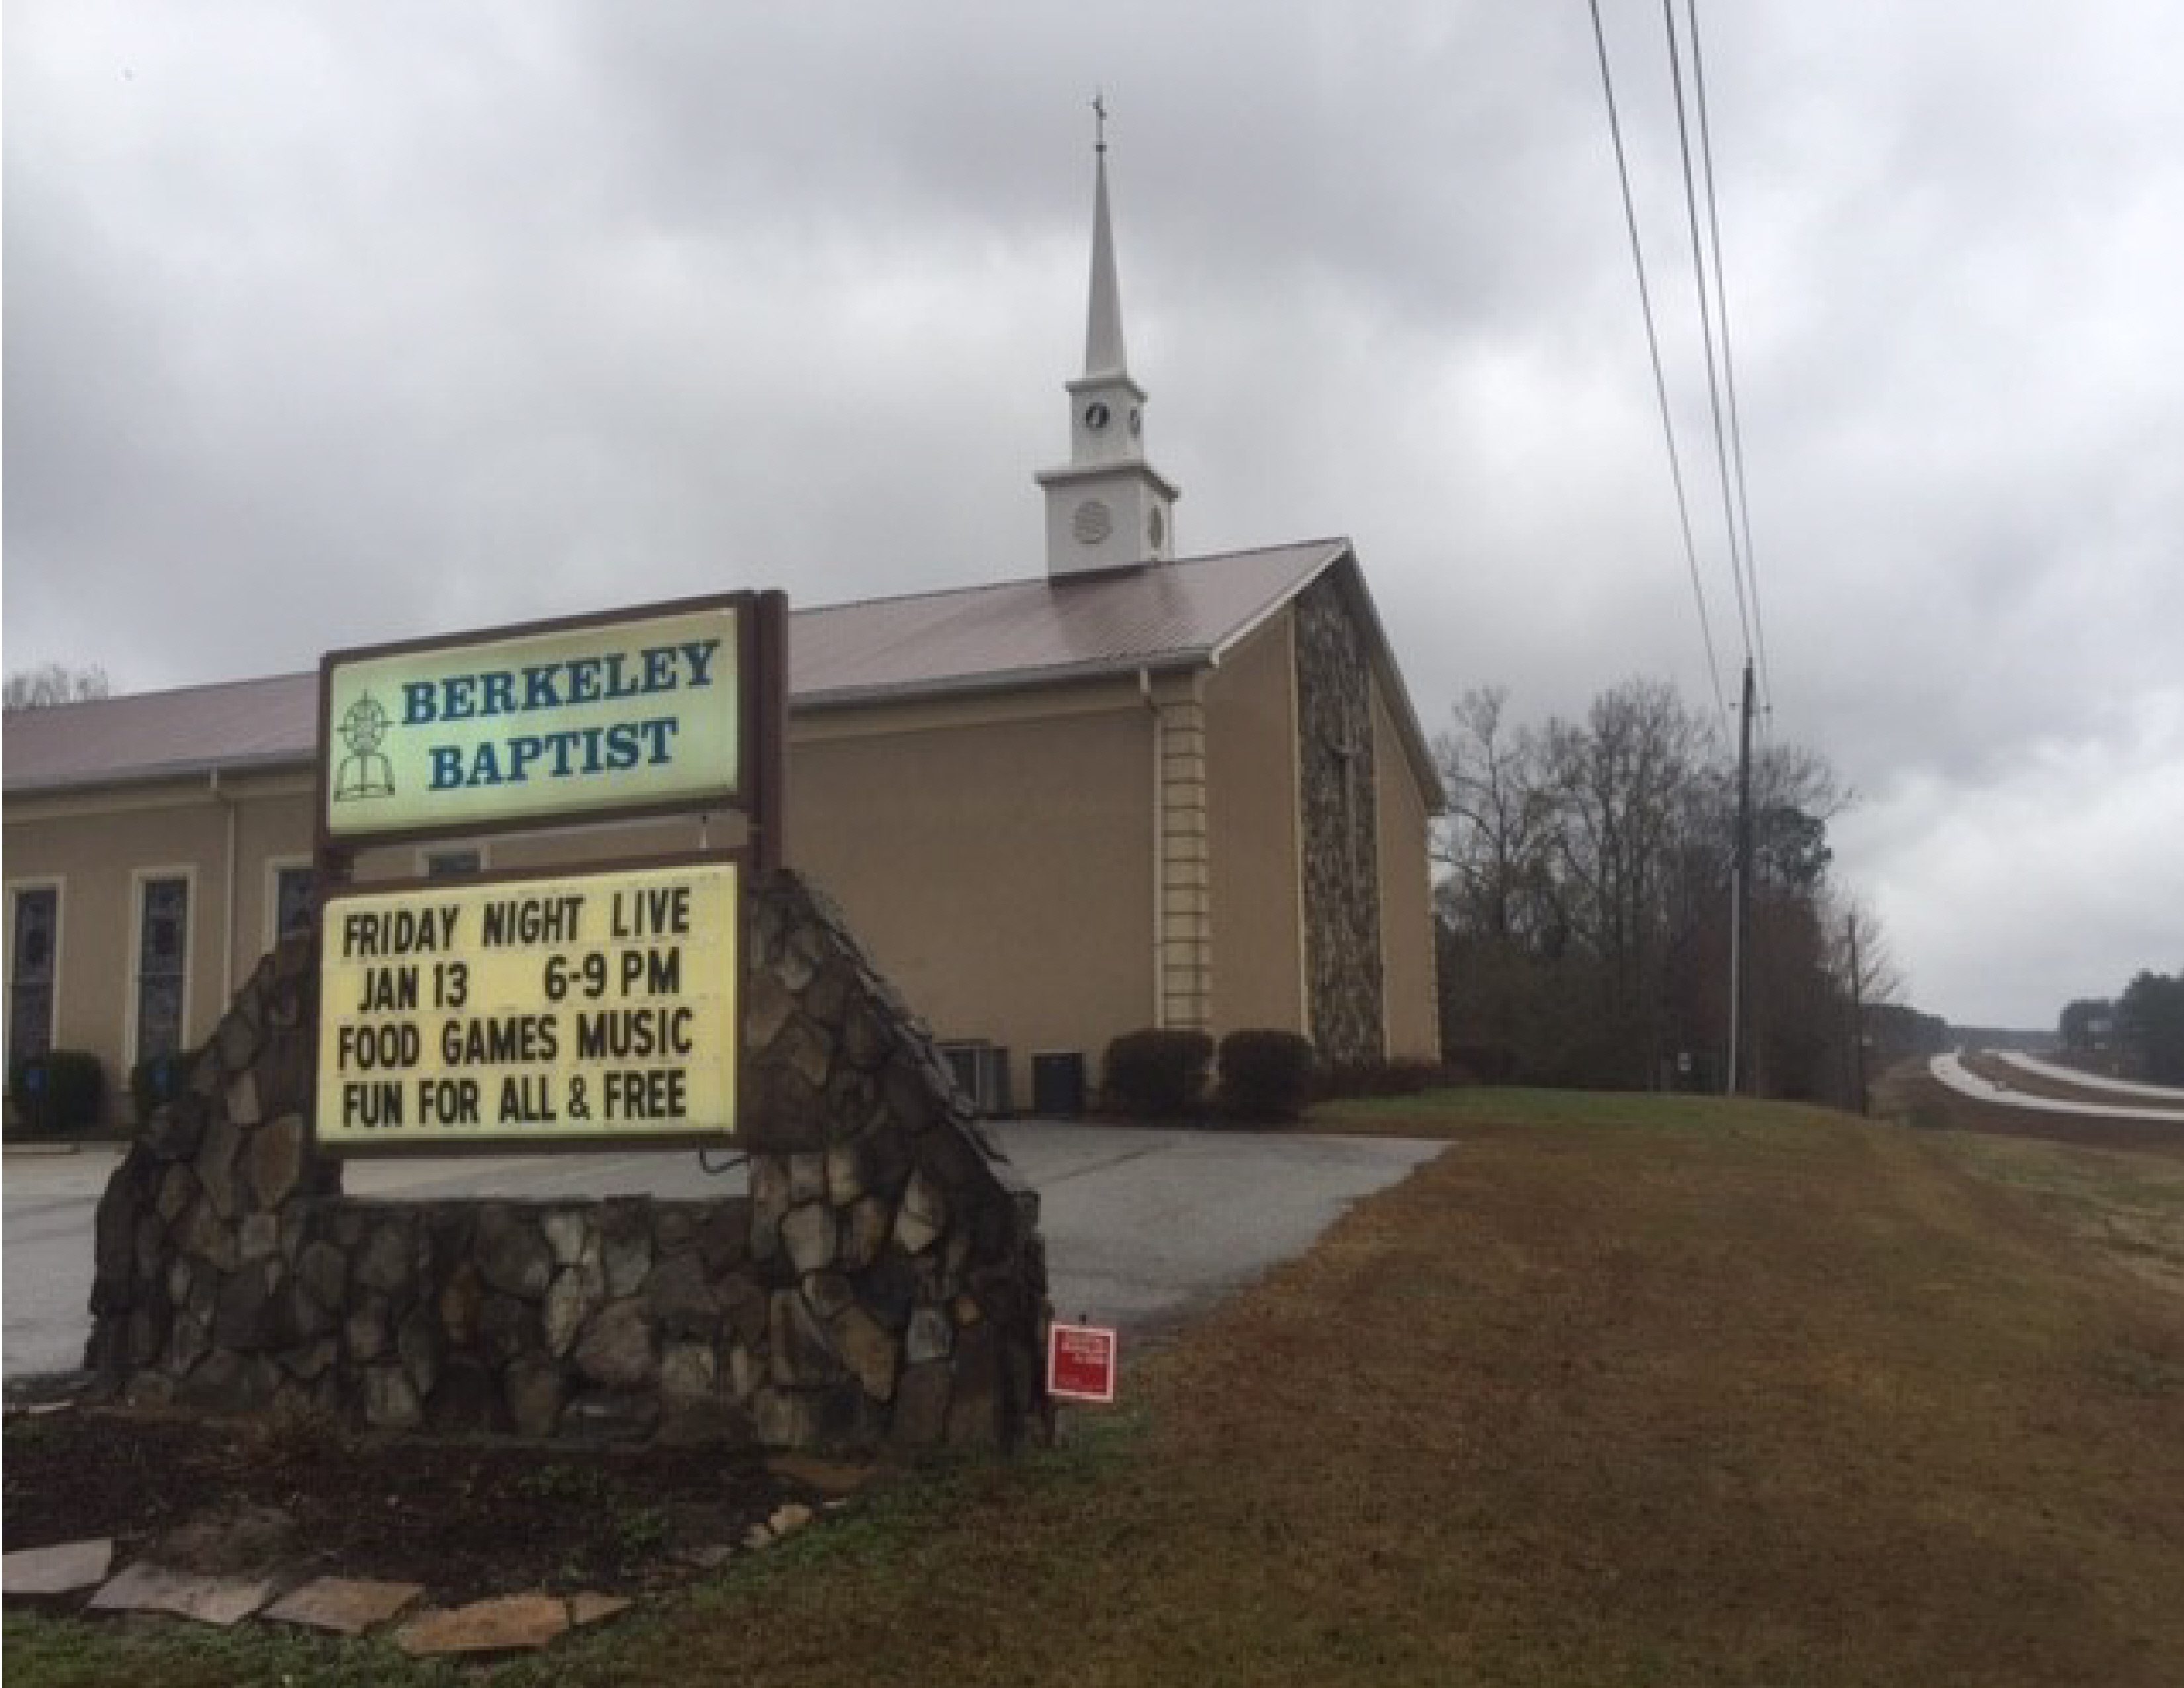 BERKELEY
BAPTIST
FRIDAY NIGHT LIVE
JAN 13 6-9 PM
FOOD GAMES MUSIC
FUN FOR ALL & FREE